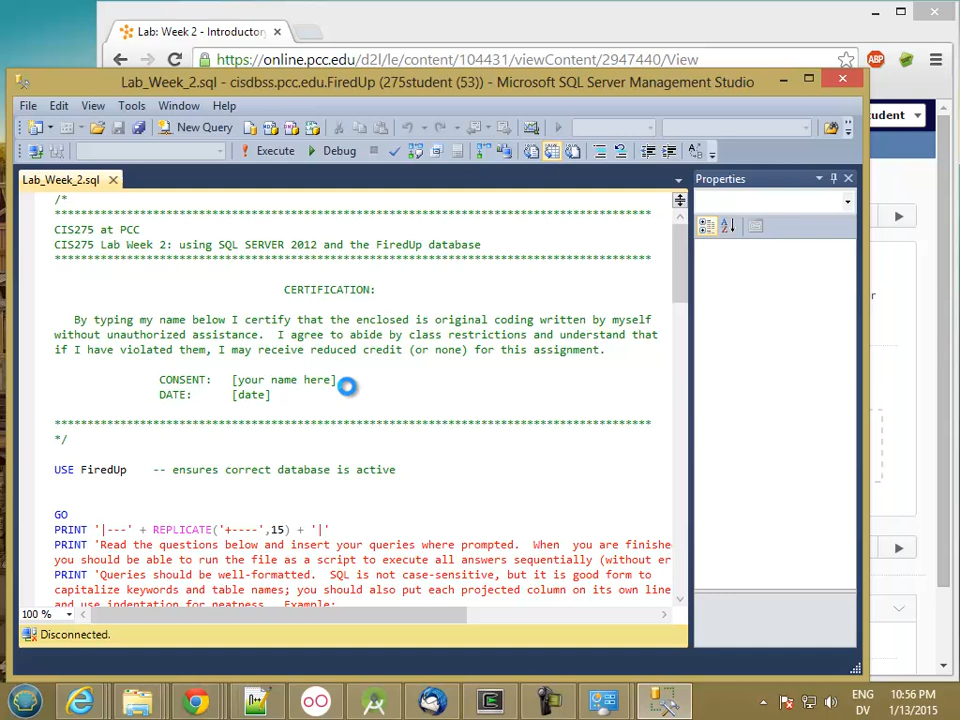 Lab: Week 2 - Introductory
https://online.pcc.edu/d2l/le/content/104431/viewContent/2947440/View
ABP
Lab_Week_2.sql - cisdbss.pcc.edu.FiredUp (275student (53)) - Microsoft SQL Server Management Studio
File Edit View Tools Window Help
New Query
Execute Debug
Lab_Week_2.sql
Properties
/*
*******************************************************************************************
CIS275 at PCC
CIS275 Lab Week 2: using SQL SERVER 2012 and the FiredUp database
*******************************************************************************************
CERTIFICATION:
By typing my name below I certify that the enclosed is original coding written by myself
without unauthorized assistance.  I agree to abide by class restrictions and understand that
if I have violated them, I may receive reduced credit (or none) for this assignment.
CONSENT:   [your name here]
DATE:      [date]
*******************************************************************************************
*/
USE FiredUp    -- ensures correct database is active
GO
PRINT '|---' + REPLICATE('+----',15) + '|'
PRINT 'Read the questions below and insert your queries where prompted.  When  you are finishe
you should be able to run the file as a script to execute all answers sequentially (without er
PRINT 'Queries should be well-formatted.  SQL is not case-sensitive, but it is good form to
capitalize keywords and table names; you should also put each projected column on its own line
and use indentation for neatness.  Example:
100 %
Disconnected.
udent
r
ENG
DV
10:56 PM
1/13/2015